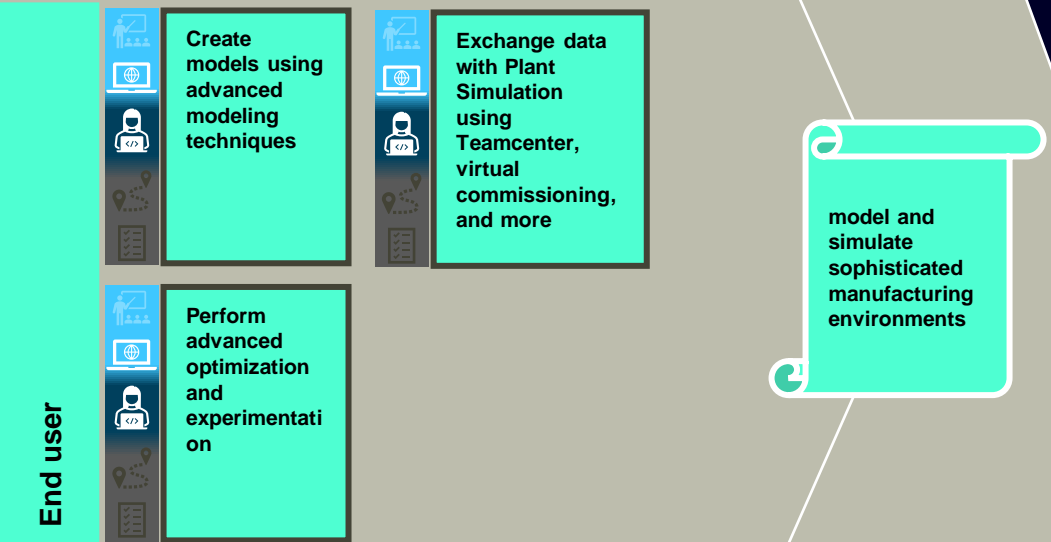 Create
models using
advanced
modeling
techniques
Exchange data
with Plant
Simulation
using
Teamcenter,
virtual
commissioning,
and more
model and
simulate
sophisticated
manufacturing
environments
Perform
advanced
optimization
and
experimentati
on
End user